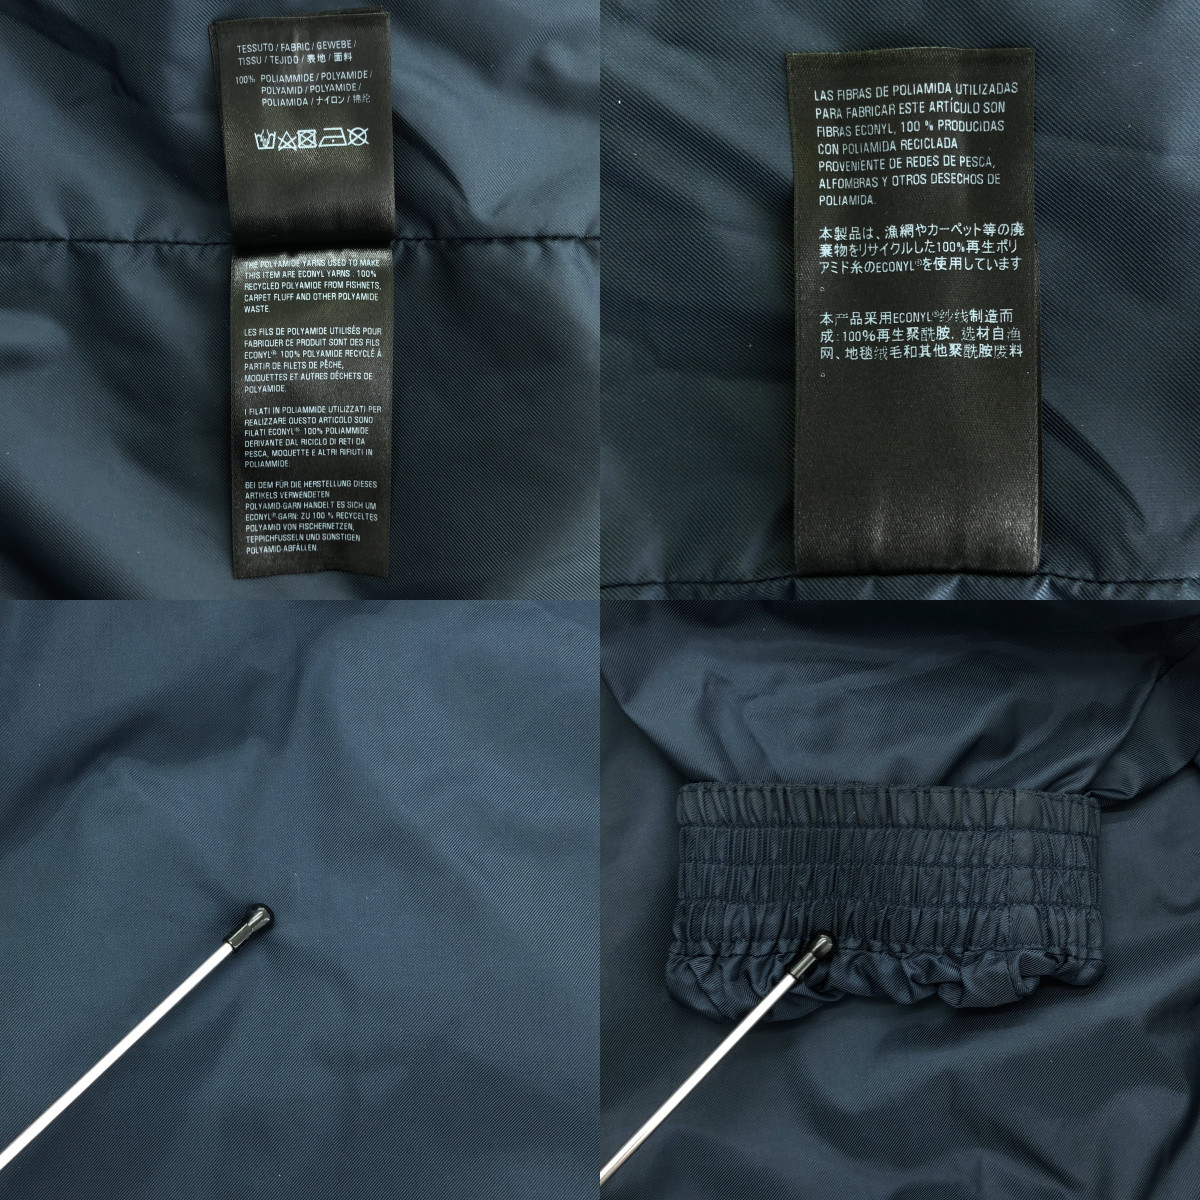 TESSUTO / FABRIC / GEWEBE /
TISSU / TEJIDO / 表地 / 面料
100% POLIAMMIDE / POLYAMIDE /
POLYAMID / POLYAMIDE /
POLIAMIDA / ナイロン / 锦纶
THE POLYAMIDE YARNS USED TO MAKE
THIS ITEM ARE ECONYL YARNS : 100%
RECYCLED POLYAMIDE FROM FISHNETS,
CARPET FLUFF AND OTHER POLYAMIDE
WASTE.
LES FILS DE POLYAMIDE UTILISÉS POUR
FABRIQUER CE PRODUIT SONT DES FILS
ECONYL® 100% POLYAMIDE RECYCLÉ À
PARTIR DE FILETS DE PÊCHE,
MOQUETTES ET AUTRES DÉCHETS DE
POLYAMIDE.
I FILATI IN POLIAMMIDE UTILIZZATI PER
REALIZZARE QUESTO ARTICOLO SONO
FILATI ECONYL® 100% POLIAMMIDE
DERIVANTE DAL RICICLO DI RETI DA
PESCA, MOQUETTE E ALTRI RIFIUTI IN
POLIAMMIDE.
BEI DEM FÜR DIE HERSTELLUNG DIESES
ARTIKELS VERWENDETEN
POLYAMID-GARN HANDELT ES SICH UM
ECONYL®-GARN: ZU 100 % RECYCELTES
POLYAMID VON FISCHERNETZEN,
TEPPICHFUSSELN UND SONSTIGEN
POLYAMID-ABFÄLLEN.
LAS FIBRAS DE POLIAMIDA UTILIZADAS
PARA FABRICAR ESTE ARTÍCULO SON
FIBRAS ECONYL, 100 % PRODUCIDAS
CON POLIAMIDA RECICLADA
PROVENIENTE DE REDES DE PESCA,
ALFOMBRAS Y OTROS DESECHOS DE
POLIAMIDA.
本製品は、漁網やカーペット等の廃
棄物をリサイクルした100%再生ポリ
アミド糸のECONYL®を使用しています
。
本产品采用ECONYL®纱线制造而
成：100%再生聚酰胺，选材自渔
网、地毯绒毛和其他聚酰胺废料
。